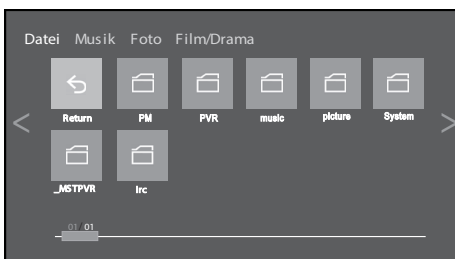 Datei Musik Foto Film/Drama
Return PM PVR music picture System
_MSTPVR lrc
01/01